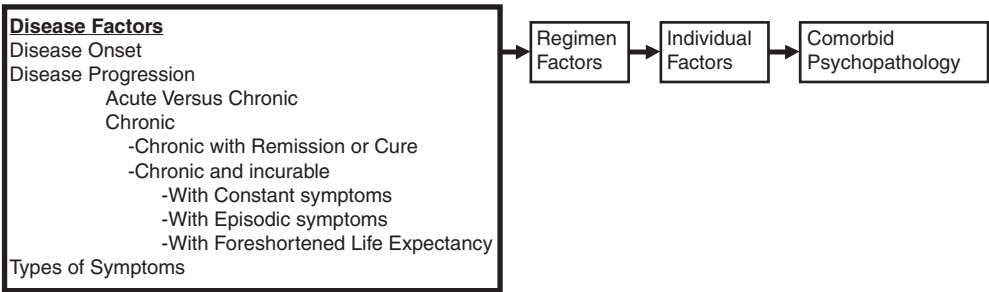 Disease Factors
Disease Onset
Disease Progression
Acute Versus Chronic
Chronic
-Chronic with Remission or Cure
-Chronic and incurable
-With Constant symptoms
-With Episodic symptoms
-With Foreshortened Life Expectancy
Types of Symptoms
Regimen
Factors
Individual
Factors
Comorbid
Psychopathology